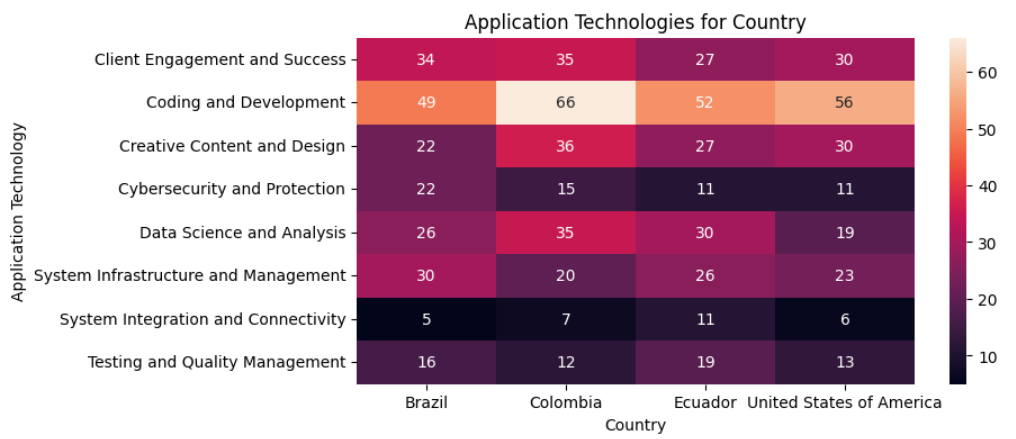 Application Technologies for Country
Application Technology
Client Engagement and Success 34 35 27 30
Coding and Development 49 66 52 56
Creative Content and Design 22 36 27 30
Cybersecurity and Protection 22 15 11 11
Data Science and Analysis 26 35 30 19
System Infrastructure and Management 30 20 26 23
System Integration and Connectivity 5 7 11 6
Testing and Quality Management 16 12 19 13
Brazil Colombia Ecuador United States of America
Country
60
50
40
30
20
10